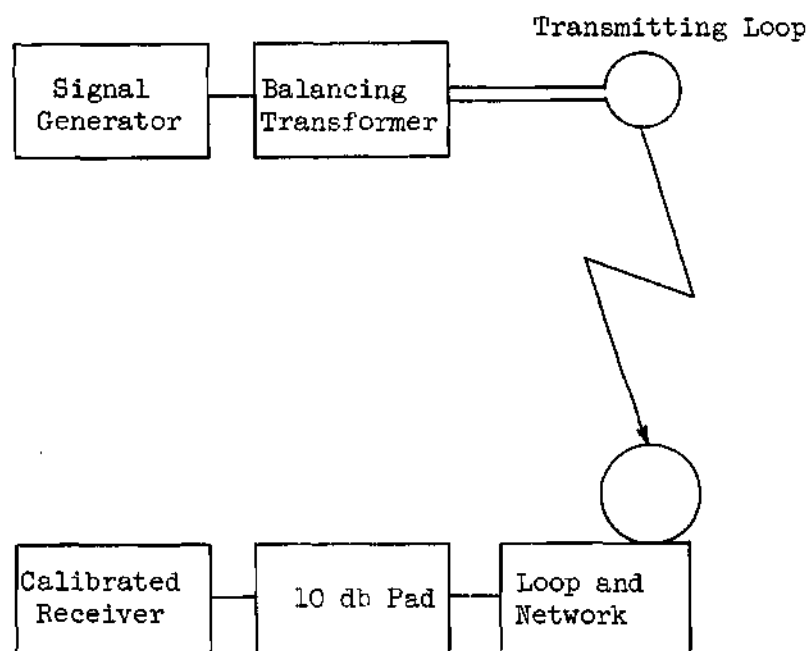 Transmitting Loop
Signal
Generator
Balancing
Transformer
Calibrated
Receiver
10 db Pad
Loop and
Network